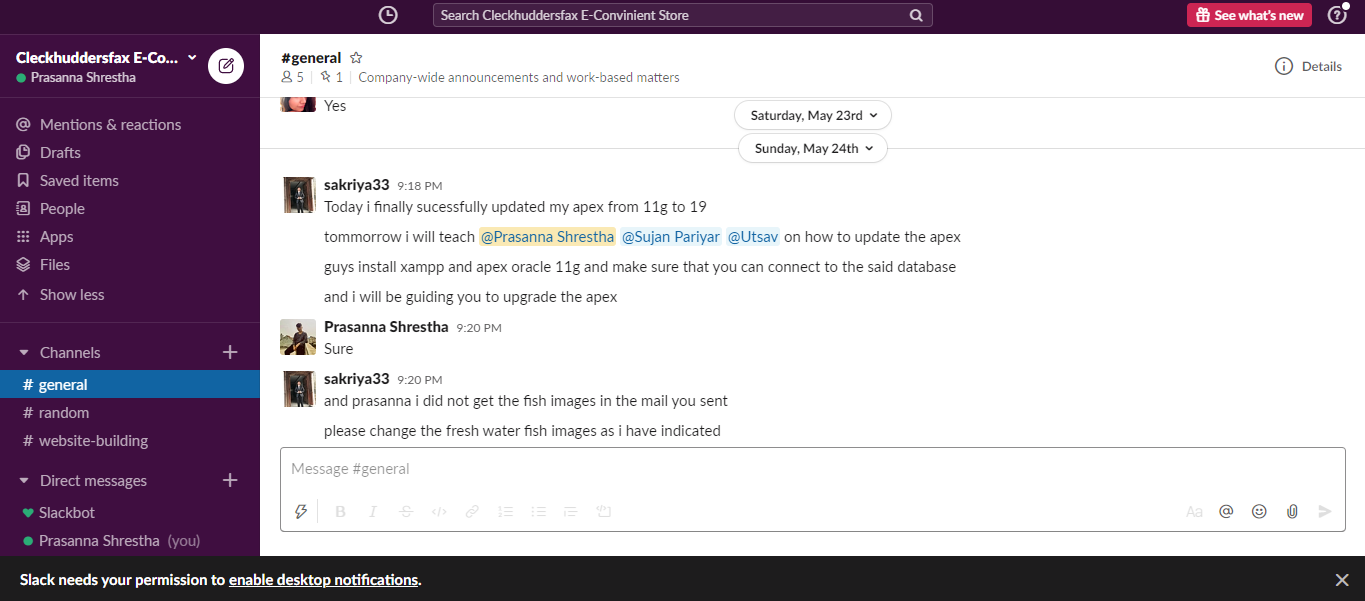 Search Cleckhuddersfax E-Convinient Store
See what's new
Cleckhuddersfax E-Co...
Prasanna Shrestha
Mentions & reactions
Drafts
Saved items
People
Apps
Files
Show less
Channels
# general
# random
# website-building
Direct messages
Slackbot
Prasanna Shrestha (you)
#general
5 | 1 | Company-wide announcements and work-based matters
Details
Yes
Saturday, May 23rd
Sunday, May 24th
sakriya33 9:18 PM
Today i finally sucessfully updated my apex from 11g to 19
tommorrow i will teach @Prasanna Shrestha @Sujan Pariyar @Utsav on how to update the apex
guys install xampp and apex oracle 11g and make sure that you can connect to the said database
and i will be guiding you to upgrade the apex
Prasanna Shrestha 9:20 PM
Sure
sakriya33 9:20 PM
and prasanna i did not get the fish images in the mail you sent
please change the fresh water fish images as i have indicated
Message #general
B I S Aa @
Slack needs your permission to enable desktop notifications.